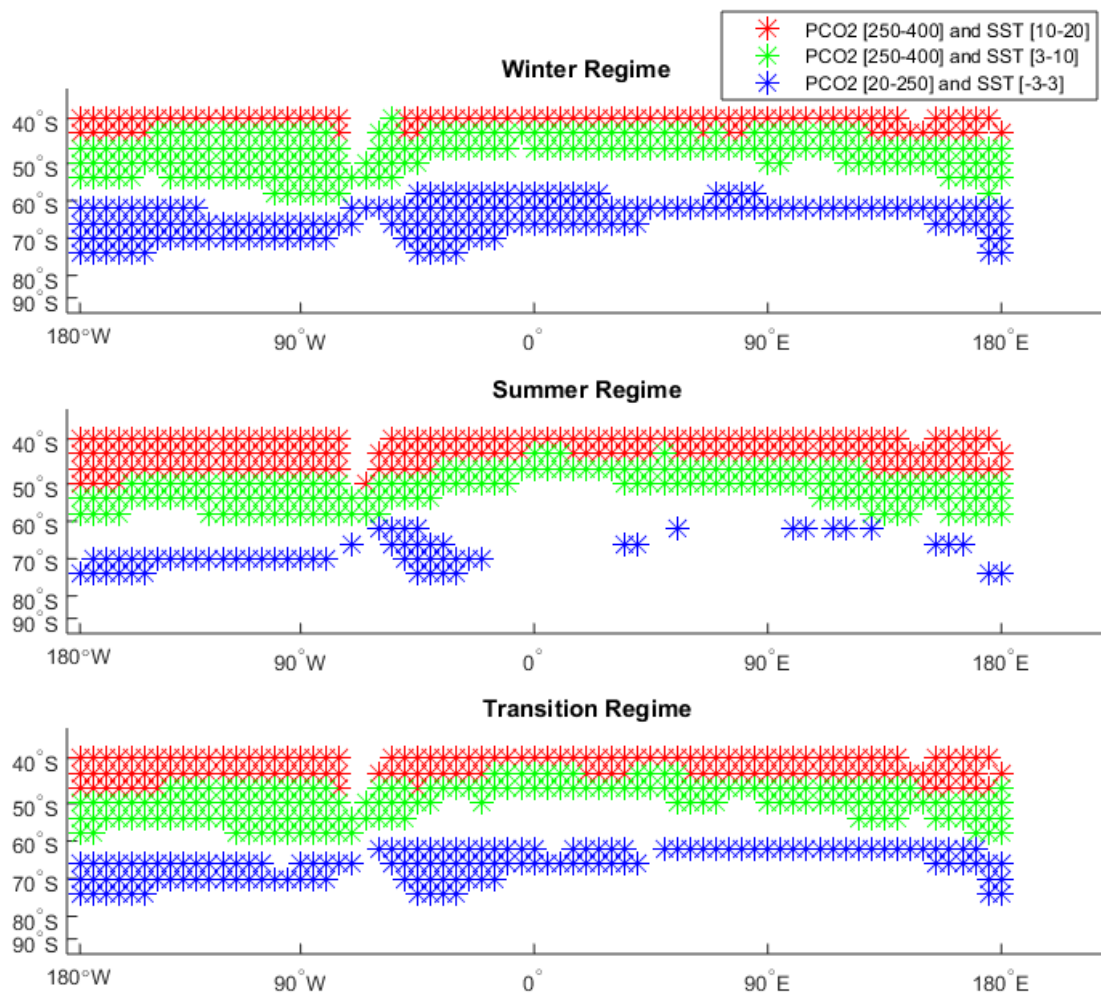 PCO2 [250-400] and SST [10-20]
PCO2 [250-400] and SST [3-10]
PCO2 [20-250] and SST [-3-3]
Winter Regime
40°S
50°S
60°S
70°S
80°S
90°S
180°W 90°W 0° 90°E 180°E
Summer Regime
40°S
50°S
60°S
70°S
80°S
90°S
180°W 90°W 0° 90°E 180°E
Transition Regime
40°S
50°S
60°S
70°S
80°S
90°S
180°W 90°W 0° 90°E 180°E